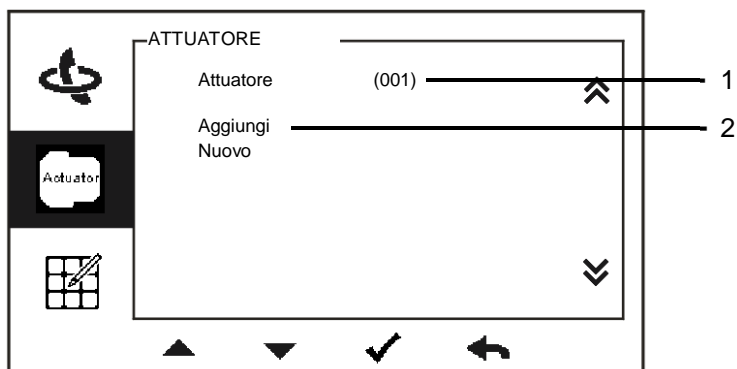 ATTUATORE
Attuatore (001) 1
Aggiungi 2
Nuovo
Actuator